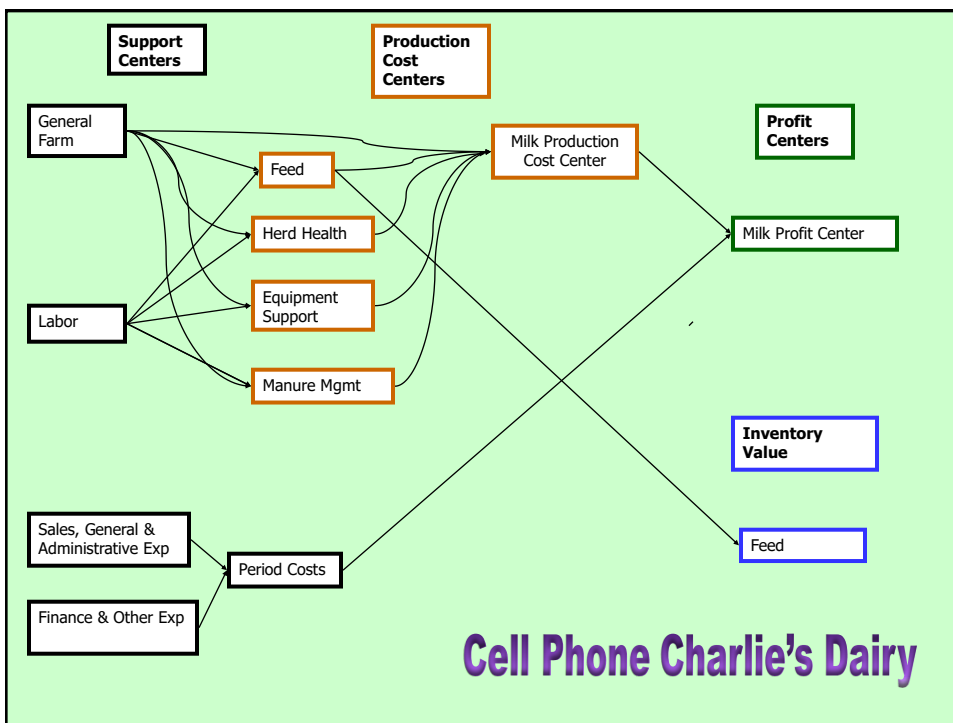 Support
Centers
Production
Cost
Centers
General
Farm
Milk Production
Cost Center
Profit
Centers
Feed
Herd Health
Milk Profit Center
Equipment
Support
Labor
Manure Mgmt
Inventory
Value
Sales, General &
Administrative Exp
Feed
Period Costs
Finance & Other Exp
Cell Phone Charlie’s Dairy